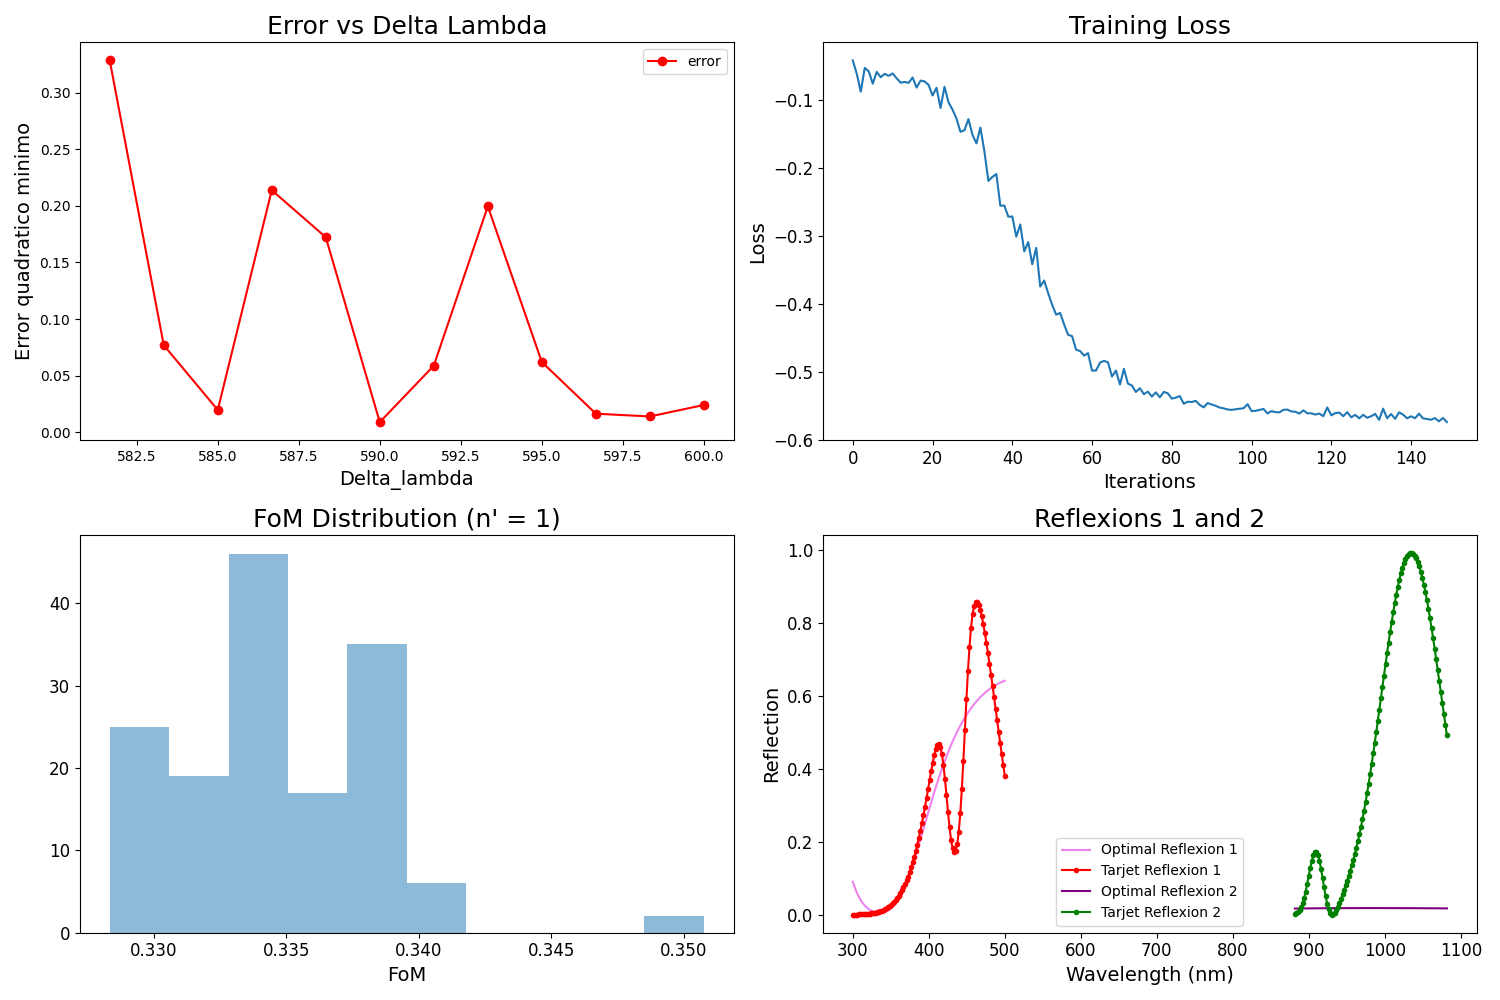 Error vs Delta Lambda
error
Error quadratico minimo
0.30
0.25
0.20
0.15
0.10
0.05
0.00
582.5 585.0 587.5 590.0 592.5 595.0 597.5 600.0
Delta_lambda
Training Loss
Loss
−0.1
−0.2
−0.3
−0.4
−0.5
−0.6
0 20 40 60 80 100 120 140
Iterations
FoM Distribution (n' = 1)
40
30
20
10
0
0.330 0.335 0.340 0.345 0.350
FoM
Reflexions 1 and 2
Reflection
1.0
0.8
0.6
0.4
0.2
0.0
Optimal Reflexion 1
Tarjet Reflexion 1
Optimal Reflexion 2
Tarjet Reflexion 2
300 400 500 600 700 800 900 1000 1100
Wavelength (nm)